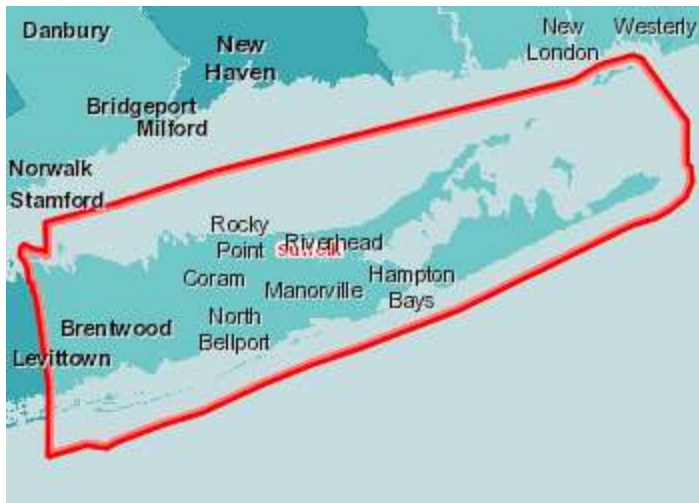 Danbury
New
Haven
New
London
Westerly
Bridgeport
Milford
Norwalk
Stamford
Rocky
Point
Riverhead
Suffolk
Coram
Manorville
Hampton
Bays
Brentwood
North
Bellport
Levittown